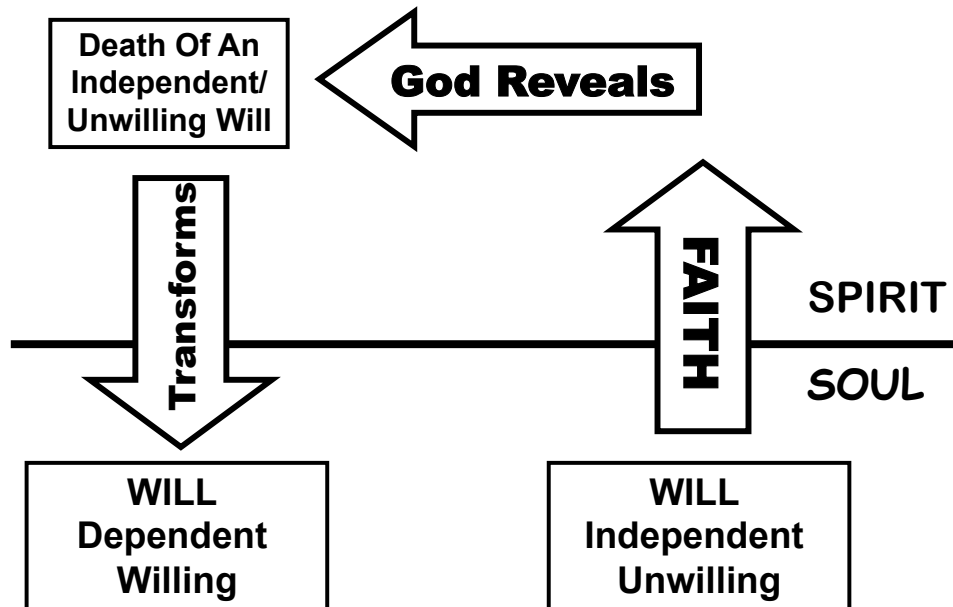 Death Of An
Independent/
Unwilling Will
God Reveals
Transforms
FAITH
SPIRIT
SOUL
WILL
Dependent
Willing
WILL
Independent
Unwilling